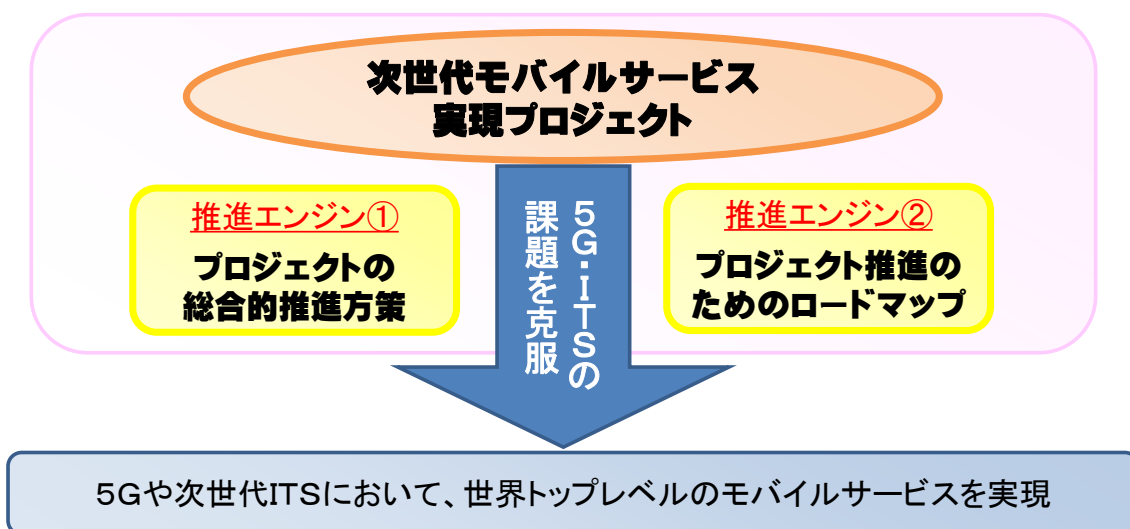 次世代モバイルサービス
実現プロジェクト
推進エンジン①
プロジェクトの
総合的推進方策
5G・ITSの
課題を克服
推進エンジン②
プロジェクト推進の
ためのロードマップ
5Gや次世代ITSにおいて、世界トップレベルのモバイルサービスを実現